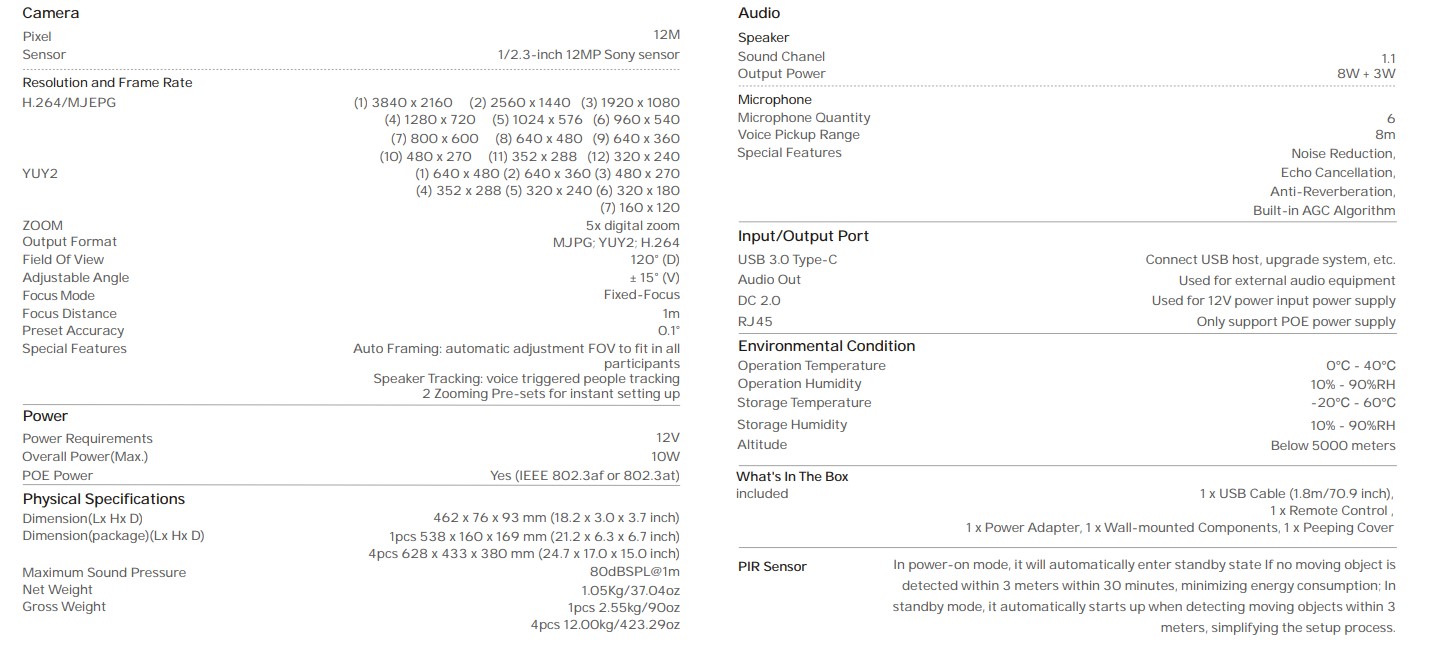 Camera
Pixel 12M
Sensor 1/2.3-inch 12MP Sony sensor
Resolution and Frame Rate
H.264/MJEPG (1) 3840 x 2160 (2) 2560 x 1440 (3) 1920 x 1080
(4) 1280 x 720 (5) 1024 x 576 (6) 960 x 540
(7) 800 x 600 (8) 640 x 480 (9) 640 x 360
(10) 480 x 270 (11) 352 x 288 (12) 320 x 240
YUY2 (1) 640 x 480 (2) 640 x 360 (3) 480 x 270
(4) 352 x 288 (5) 320 x 240 (6) 320 x 180
(7) 160 x 120
ZOOM 5x digital zoom
Output Format MJPG; YUY2; H.264
Field Of View 120° (D)
Adjustable Angle ± 15° (V)
Focus Mode Fixed-Focus
Focus Distance 1m
Preset Accuracy 0.1°
Special Features Auto Framing: automatic adjustment FOV to fit in all
participants
Speaker Tracking: voice triggered people tracking
2 Zooming Pre-sets for instant setting up
Power
Power Requirements 12V
Overall Power(Max.) 10W
POE Power Yes (IEEE 802.3af or 802.3at)
Physical Specifications
Dimension(Lx Hx D) 462 x 76 x 93 mm (18.2 x 3.0 x 3.7 inch)
Dimension(package)(Lx Hx D) 1pcs 538 x 160 x 169 mm (21.2 x 6.3 x 6.7 inch)
4pcs 628 x 433 x 380 mm (24.7 x 17.0 x 15.0 inch)
Maximum Sound Pressure 80dBSPL@1m
Net Weight 1.05Kg/37.04oz
Gross Weight 1pcs 2.55kg/90oz
4pcs 12.00kg/423.29oz
Audio
Speaker
Sound Chanel 1.1
Output Power 8W + 3W
Microphone
Microphone Quantity 6
Voice Pickup Range 8m
Special Features Noise Reduction,
Echo Cancellation,
Anti-Reverberation,
Built-in AGC Algorithm
Input/Output Port
USB 3.0 Type-C Connect USB host, upgrade system, etc.
Audio Out Used for external audio equipment
DC 2.0 Used for 12V power input power supply
RJ45 Only support POE power supply
Environmental Condition
Operation Temperature 0°C - 40°C
Operation Humidity 10% - 90%RH
Storage Temperature -20°C - 60°C
Storage Humidity 10% - 90%RH
Altitude Below 5000 meters
What's In The Box
included 1 x USB Cable (1.8m/70.9 inch),
1 x Remote Control ,
1 x Power Adapter, 1 x Wall-mounted Components, 1 x Peeping Cover
PIR Sensor In power-on mode, it will automatically enter standby state If no moving object is
detected within 3 meters within 30 minutes, minimizing energy consumption; In
standby mode, it automatically starts up when detecting moving objects within 3
meters, simplifying the setup process.